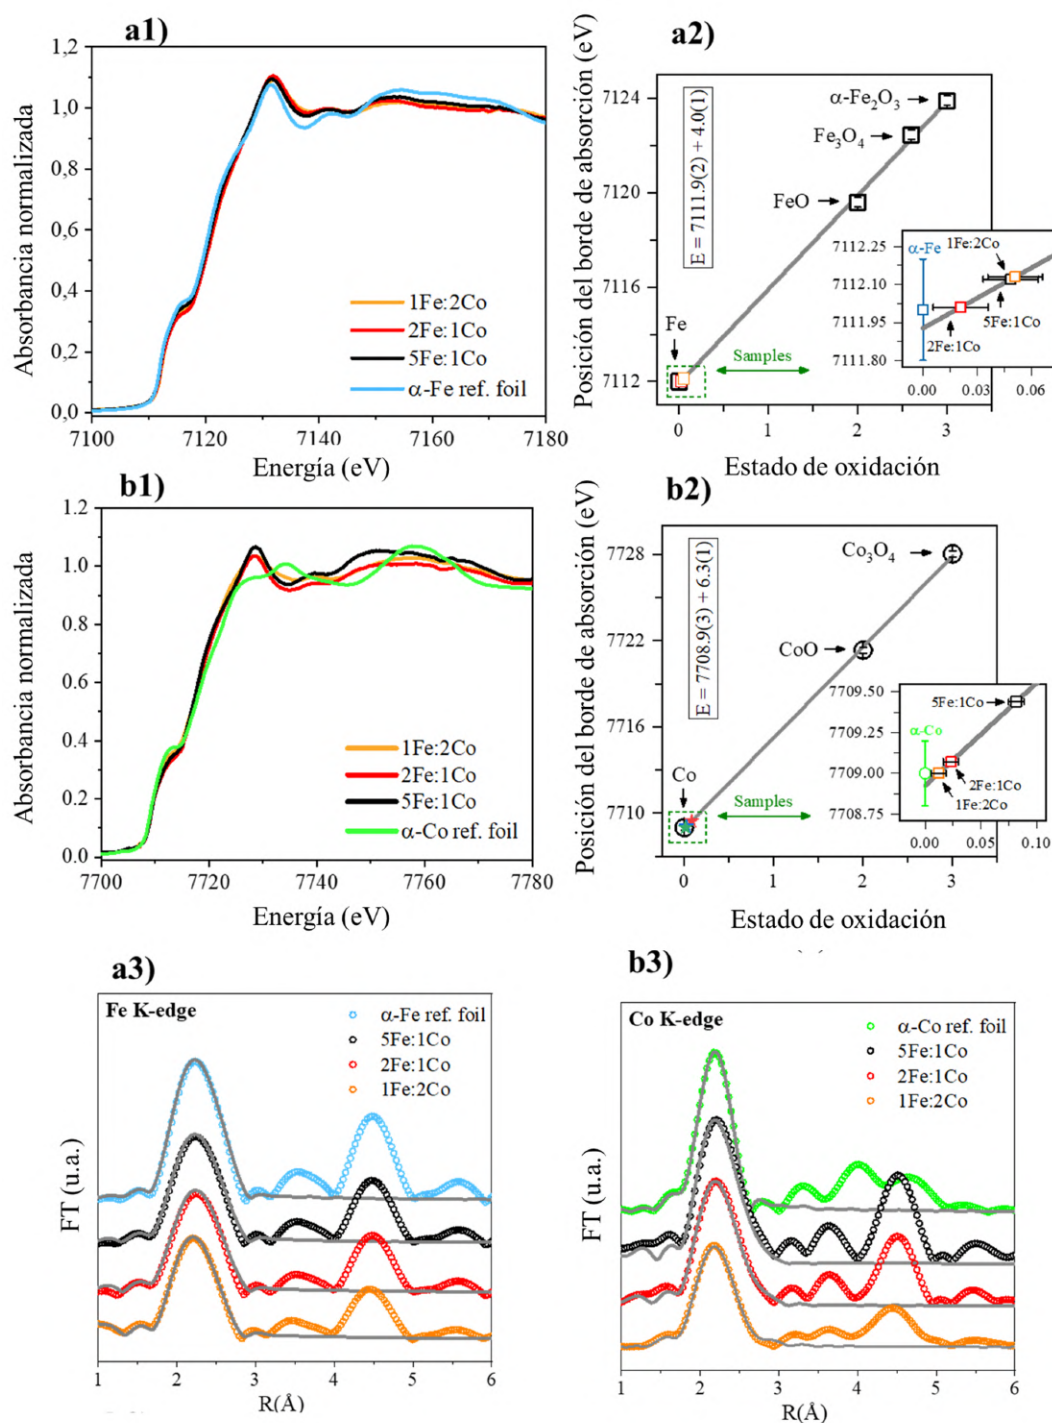 a1)
1,2
1.0
0.8
0.6
0.4
0.2
0,0
Absorbancia normalizada
1Fe:2Co
2Fe:1Co
5Fe:1Co
α-Fe ref. foil
7100
7120
7140
7160
7180
Energía (eV)
a2)
Posición del borde de absorción (eV)
7124
7120
7116
7112
E = 7111.9(2) + 4.0(1)
α-Fe2O3
Fe3O4
FeO
Fe
Samples
7112.25
7112.10
7111.95
7111.80
α-Fe
1Fe:2Co
5Fe:1Co
2Fe:1Co
0.00
0.03
0.06
0
1
2
3
Estado de oxidación
b1)
1.2
1.0
0.8
0.6
0.4
0.2
0.0
Absorbancia normalizada
1Fe:2Co
2Fe:1Co
5Fe:1Co
α-Co ref. foil
7700
7720
7740
7760
7780
Energía (eV)
b2)
Posición del borde de absorción (eV)
7728
7722
7716
7710
E = 7708.9(3) + 6.3(1)
Co3O4
CoO
Co
Samples
7709.50
7709.25
7709.00
7708.75
5Fe:1Co
α-Co
2Fe:1Co
1Fe:2Co
0.00
0.05
0.10
0
1
2
3
Estado de oxidación
a3)
Fe K-edge
α-Fe ref. foil
5Fe:1Co
2Fe:1Co
1Fe:2Co
FT (u.a.)
1
2
3
4
5
6
R(Å)
b3)
Co K-edge
α-Co ref. foil
5Fe:1Co
2Fe:1Co
1Fe:2Co
FT (u.a.)
1
2
3
4
5
6
R(Å)